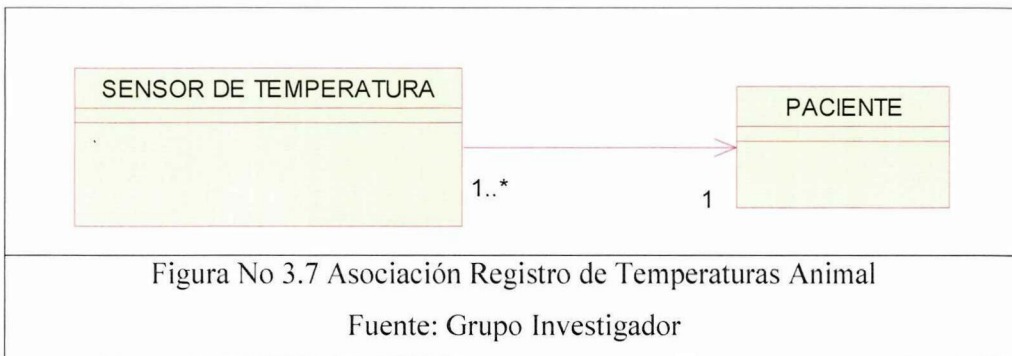 SENSOR DE TEMPERATURA
PACIENTE
1..*
1
Figura No 3.7 Asociación Registro de Temperaturas Animal
Fuente: Grupo Investigador